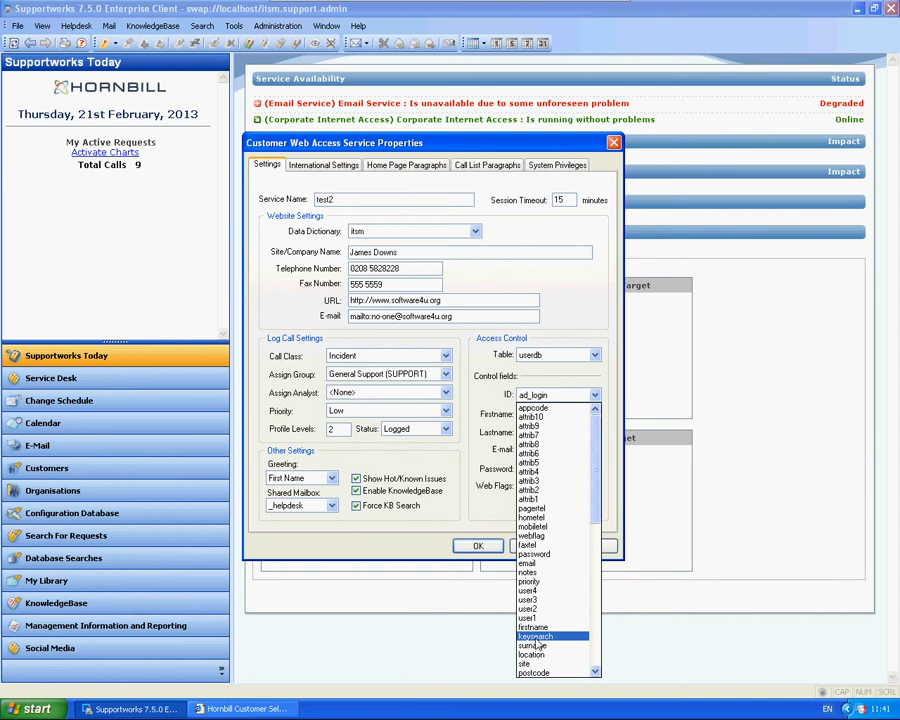 Supportworks 7.5.0 Enterprise Client - swap://localhost/itsm.support.admin
File View Helpdesk Mail KnowledgeBase Search Tools Administration Window Help
Supportworks Today
HORNBILL
Thursday, 21st February, 2013
My Active Requests
Activate Charts
Total Calls 9
Supportworks Today
Service Desk
Change Schedule
Calendar
E-Mail
Customers
Organisations
Configuration Database
Search For Requests
Database Searches
My Library
KnowledgeBase
Management Information and Reporting
Social Media
Service Availability Status
(Email Service) Email Service : Is unavailable due to some unforeseen problem Degraded
(Corporate Internet Access) Corporate Internet Access : Is running without problems Online
Impact
Impact
Customer Web Access Service Properties
Settings International Settings Home Page Paragraphs Call List Paragraphs System Privileges
Service Name: test2 Session Timeout: 15 minutes
Website Settings
Data Dictionary: itsm
Site/Company Name: James Downs
Telephone Number: 0208 5828228
Fax Number: 555 5559
URL: http://www.software4u.org
E-mail: mailto:no-one@software4u.org
Log Call Settings
Call Class: Incident
Assign Group: General Support (SUPPORT)
Assign Analyst: <None>
Priority: Low
Profile Levels: 2 Status: Logged
Other Settings
Greeting:
First Name
Shared Mailbox:
_helpdesk
Show Hot/Known Issues
Enable KnowledgeBase
Force KB Search
Access Control
Table: userdb
Control fields:
ID: ad_login
Firstname:
Lastname:
E-mail:
Password:
Web Flags:
appcode
attrib10
attrib9
attrib7
attrib8
attrib6
attrib5
attrib4
attrib3
attrib2
attrib1
pagertel
hometel
mobiletel
webflag
faxtel
password
email
notes
priority
user4
user3
user2
user1
firstname
keysearch
surname
location
site
postcode
OK
CAP NUM SCRL
start
Supportworks 7.5.0 E...
Hornbill Customer Sel...
EN 11:41